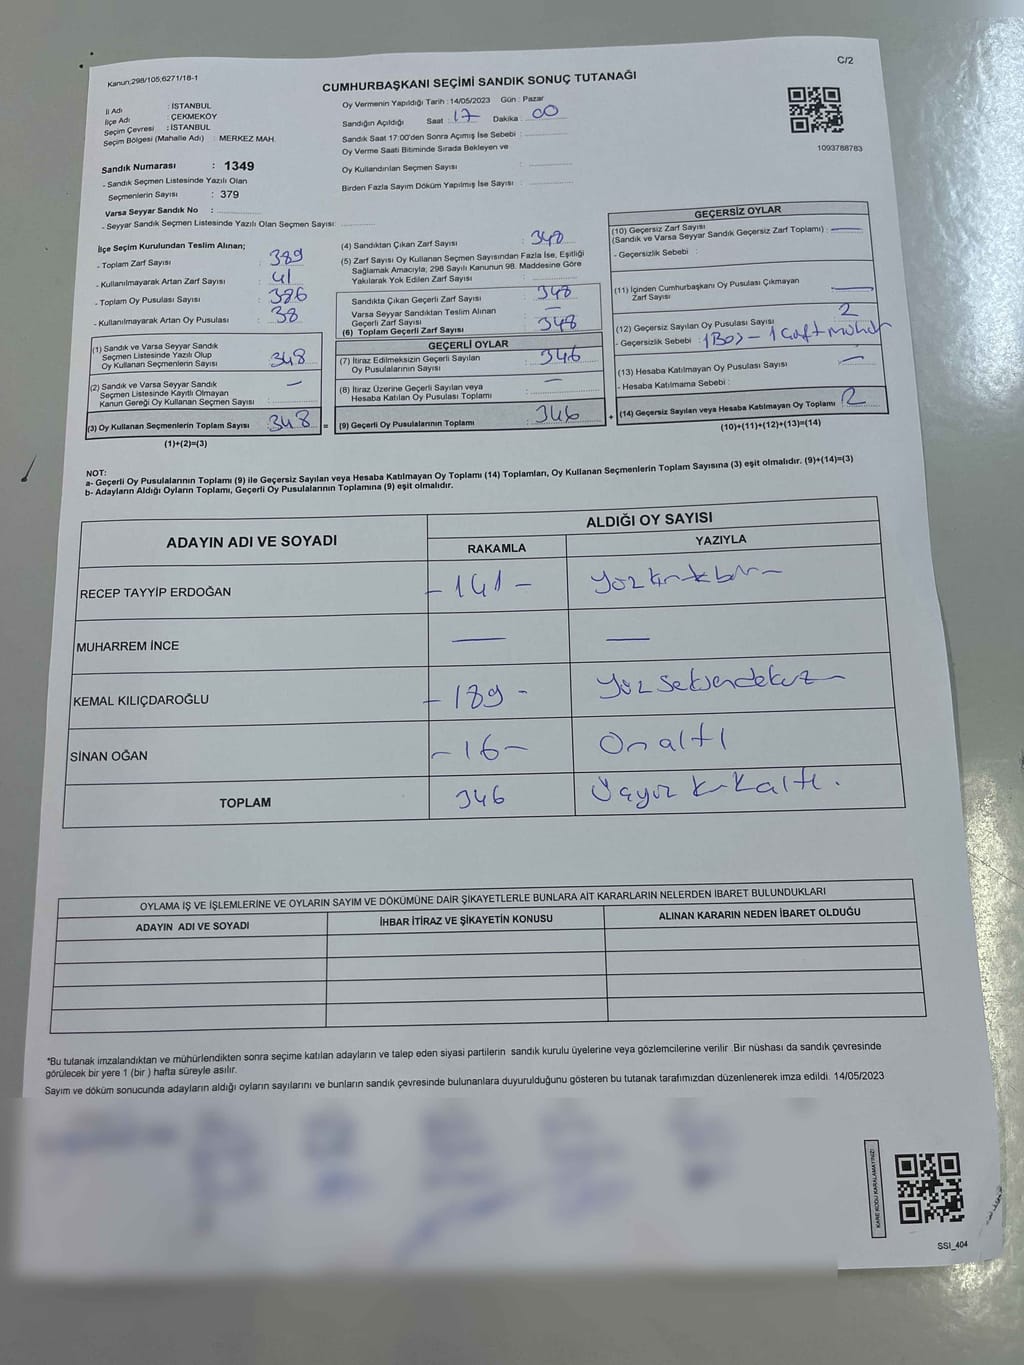 Kanun;298/105;6271/18-1
C/2
CUMHURBAŞKANI SEÇİMİ SANDIK SONUÇ TUTANAĞI
İl Adı : İSTANBUL
İlçe Adı : ÇEKMEKÖY
Seçim Çevresi : İSTANBUL
Seçim Bölgesi (Mahalle Adı) : MERKEZ MAH.
Sandık Numarası : 1349
- Sandık Seçmen Listesinde Yazılı Olan
Seçmenlerin Sayısı : 379
Varsa Seyyar Sandık No :
- Seyyar Sandık Seçmen Listesinde Yazılı Olan Seçmen Sayısı:
Oy Vermenin Yapıldığı Tarih : 14/05/2023 Gün : Pazar
Sandığın Açıldığı Saat : 17 Dakika : 00
Sandık Saat 17:00'den Sonra Açımış İse Sebebi :
Oy Verme Saati Bitiminde Sırada Bekleyen ve
Oy Kullandırılan Seçmen Sayısı :
Birden Fazla Sayım Döküm Yapılmış İse Sayısı :
1093788783
İlçe Seçim Kurulundan Teslim Alınan;
- Toplam Zarf Sayısı : 389
- Kullanılmayarak Artan Zarf Sayısı : 41
- Toplam Oy Pusulası Sayısı : 386
- Kullanılmayarak Artan Oy Pusulası : 38
(1) Sandık ve Varsa Seyyar Sandık
Seçmen Listesinde Yazılı Olup
Oy Kullanan Seçmenlerin Sayısı : 348
(2) Sandık ve Varsa Seyyar Sandık
Seçmen Listesinde Kayıtlı Olmayan
Kanun Gereği Oy Kullanan Seçmen Sayısı : —
(3) Oy Kullanan Seçmenlerin Toplam Sayısı : 348 =
(1)+(2)=(3)
(4) Sandıktan Çıkan Zarf Sayısı : 348
(5) Zarf Sayısı Oy Kullanan Seçmen Sayısından Fazla İse, Eşitliği
Sağlamak Amacıyla; 298 Sayılı Kanunun 98. Maddesine Göre
Yakılarak Yok Edilen Zarf Sayısı :
Sandıkta Çıkan Geçerli Zarf Sayısı : 348
Varsa Seyyar Sandıktan Teslim Alınan
Geçerli Zarf Sayısı : —
(6) Toplam Geçerli Zarf Sayısı : 348
GEÇERLİ OYLAR
(7) İtiraz Edilmeksizin Geçerli Sayılan
Oy Pusulalarının Sayısı : 346
(8) İtiraz Üzerine Geçerli Sayılan veya
Hesaba Katılan Oy Pusulası Toplamı : —
(9) Geçerli Oy Pusulalarının Toplamı : 346 +
GEÇERSİZ OYLAR
(10) Geçersiz Zarf Sayısı
(Sandık ve Varsa Seyyar Sandık Geçersiz Zarf Toplamı) : —
- Geçersizlik Sebebi :
(11) İçinden Cumhurbaşkanı Oy Pusulası Çıkmayan
Zarf Sayısı : —
(12) Geçersiz Sayılan Oy Pusulası Sayısı : 2
- Geçersizlik Sebebi : 1 Boş - 1 Çift mühür
(13) Hesaba Katılmayan Oy Pusulası Sayısı : —
- Hesaba Katılmama Sebebi :
(14) Geçersiz Sayılan veya Hesaba Katılmayan Oy Toplamı : 2
(10)+(11)+(12)+(13)=(14)
NOT:
a- Geçerli Oy Pusulalarının Toplamı (9) ile Geçersiz Sayılan veya Hesaba Katılmayan Oy Toplamı (14) Toplamları, Oy Kullanan Seçmenlerin Toplam Sayısına (3) eşit olmalıdır. (9)+(14)=(3)
b- Adayların Aldığı Oyların Toplamı, Geçerli Oy Pusulalarının Toplamına (9) eşit olmalıdır.
ADAYIN ADI VE SOYADI
ALDIĞI OY SAYISI
RAKAMLA YAZIYLA
RECEP TAYYİP ERDOĞAN - 141 - Yüz kırk bir
MUHARREM İNCE — —
KEMAL KILIÇDAROĞLU - 189 - Yüz seksendokuz
SİNAN OĞAN - 16 - On altı
TOPLAM 346 Üçyüz kırkaltı.
OYLAMA İŞ VE İŞLEMLERİNE VE OYLARIN SAYIM VE DÖKÜMÜNE DAİR ŞİKAYETLERLE BUNLARA AİT KARARLARIN NELERDEN İBARET BULUNDUKLARI
ADAYIN ADI VE SOYADI İHBAR İTİRAZ VE ŞİKAYETİN KONUSU ALINAN KARARIN NEDEN İBARET OLDUĞU
*Bu tutanak imzalandıktan ve mühürlendikten sonra seçime katılan adayların ve talep eden siyasi partilerin sandık kurulu üyelerine veya gözlemcilerine verilir .Bir nüshası da sandık çevresinde
görülecek bir yere 1 (bir ) hafta süreyle asılır.
Sayım ve döküm sonucunda adayların aldığı oyların sayılarını ve bunların sandık çevresinde bulunanlara duyurulduğunu gösteren bu tutanak tarafımızdan düzenlenerek imza edildi. 14/05/2023
KARE KODU KARALAMAYINIZ!
SSI_404